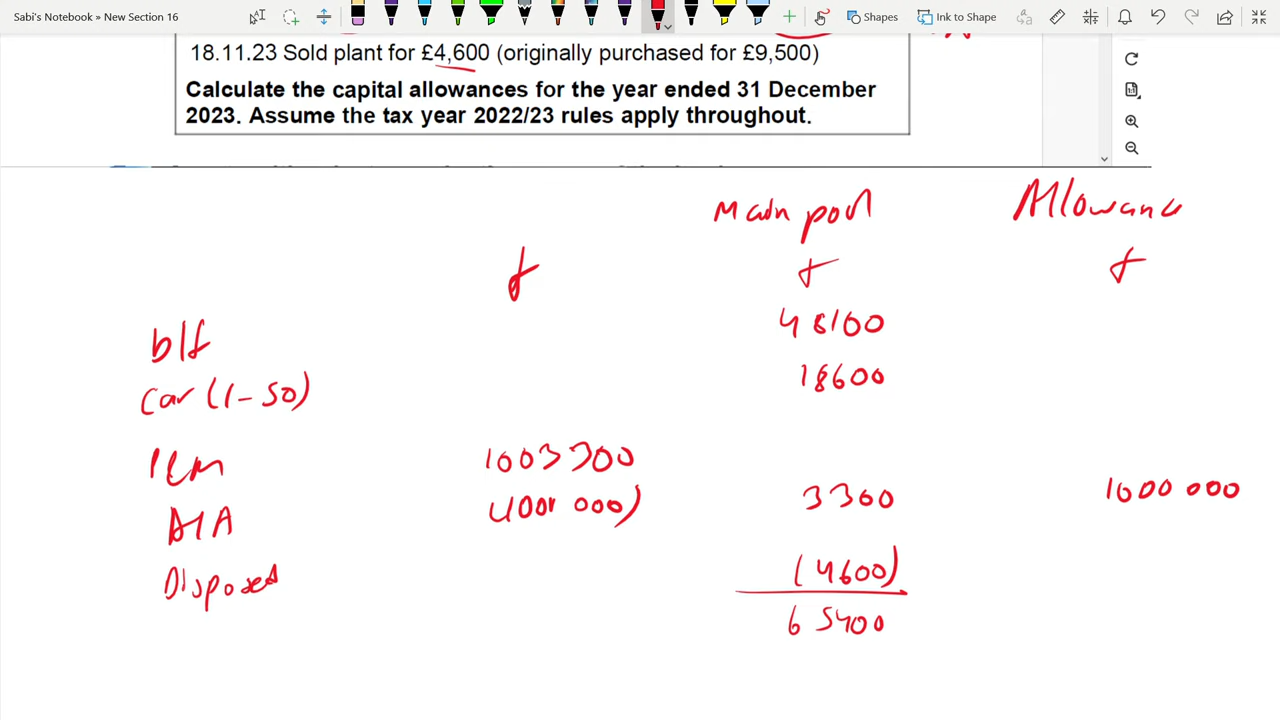 Sabi's Notebook » New Section 16
Shapes
Ink to Shape
18.11.23 Sold plant for £4,600 (originally purchased for £9,500)
Calculate the capital allowances for the year ended 31 December
2023. Assume the tax year 2022/23 rules apply throughout.
Main pool Allowance
£ £ £
b/f 48100
Car (1-50) 18600
1003300
AIA 3300 1000 000
Disposed (4600)
65400